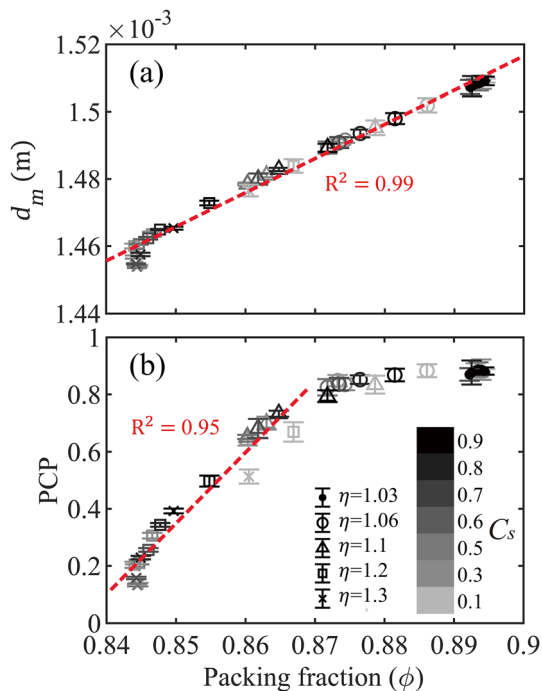 ×10⁻³
1.52
1.5
1.48
1.46
1.44
d_m (m)
(a)
R² = 0.99
1
0.8
0.6
0.4
0.2
0
PCP
(b)
R² = 0.95
η=1.03
η=1.06
η=1.1
η=1.2
η=1.3
0.9
0.8
0.7
0.6
0.5
0.3
0.1
C_s
0.84 0.85 0.86 0.87 0.88 0.89 0.9
Packing fraction (ϕ)